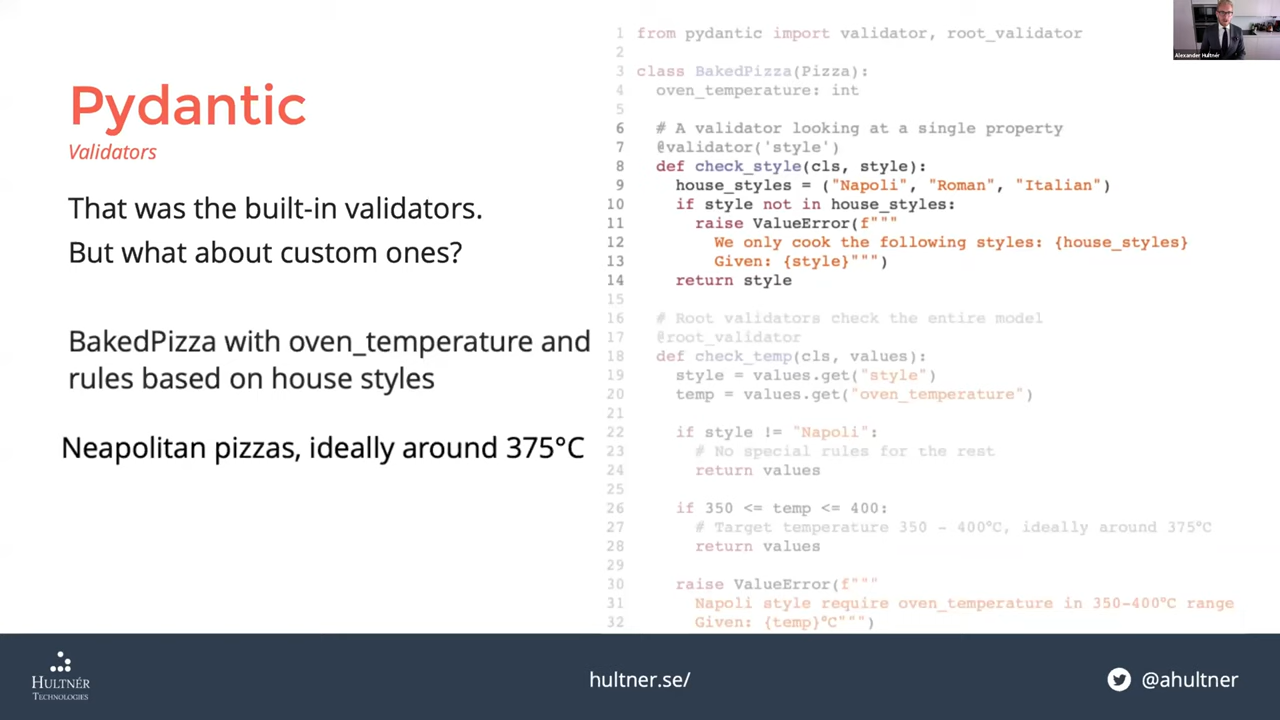 Pydantic
Validators
That was the built-in validators.
But what about custom ones?
BakedPizza with oven_temperature and
rules based on house styles
Neapolitan pizzas, ideally around 375°C
1 from pydantic import validator, root_validator
2
3 class BakedPizza(Pizza):
4 oven_temperature: int
5
6 # A validator looking at a single property
7 @validator('style')
8 def check_style(cls, style):
9 house_styles = ("Napoli", "Roman", "Italian")
10 if style not in house_styles:
11 raise ValueError(f"""
12 We only cook the following styles: {house_styles}
13 Given: {style}""")
14 return style
15
16 # Root validators check the entire model
17 @root_validator
18 def check_temp(cls, values):
19 style = values.get("style")
20 temp = values.get("oven_temperature")
21
22 if style != "Napoli":
23 # No special rules for the rest
24 return values
25
26 if 350 <= temp <= 400:
27 # Target temperature 350 - 400°C, ideally around 375°C
28 return values
29
30 raise ValueError(f"""
31 Napoli style require oven_temperature in 350-400°C range
32 Given: {temp}°C""")
Alexander Hultnér
HULTNÉR
TECHNOLOGIES
hultner.se/
@ahultner